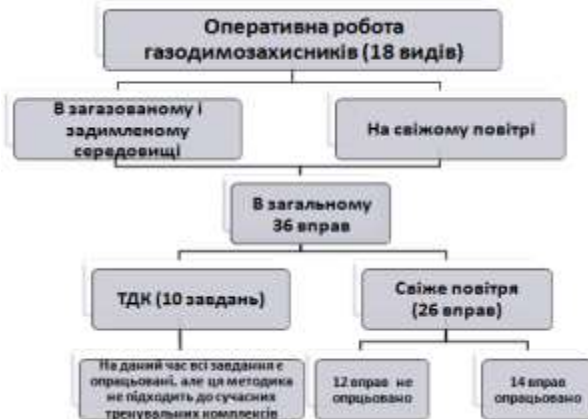 Оперативна робота
газодимозахисників (18 видів)
В загазованому і
задимленому
середовищі
На свіжому повітрі
В загальному
36 вправ
ТДК (10 завдань)
Свіже повітря
(26 вправ)
На даний час всі завдання є
опрацьовані, але ця методика
не підходить до сучасних
тренувальних комплексів
12 вправ не
опрцьовано
14 вправ
опрацьовано